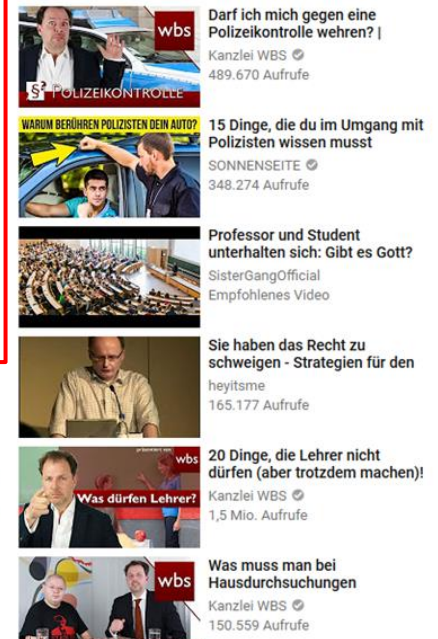 wbs
§² POLIZEIKONTROLLE
Darf ich mich gegen eine
Polizeikontrolle wehren? |
Kanzlei WBS
489.670 Aufrufe
WARUM BERÜHREN POLIZISTEN DEIN AUTO?
15 Dinge, die du im Umgang mit
Polizisten wissen musst
SONNENSEITE
348.274 Aufrufe
Professor und Student
unterhalten sich: Gibt es Gott?
SisterGangOfficial
Empfohlenes Video
Sie haben das Recht zu
schweigen - Strategien für den
heyitsme
165.177 Aufrufe
präsentiert von
wbs
Was dürfen Lehrer?
20 Dinge, die Lehrer nicht
dürfen (aber trotzdem machen)!
Kanzlei WBS
1,5 Mio. Aufrufe
wbs
Was muss man bei
Hausdurchsuchungen
Kanzlei WBS
150.559 Aufrufe